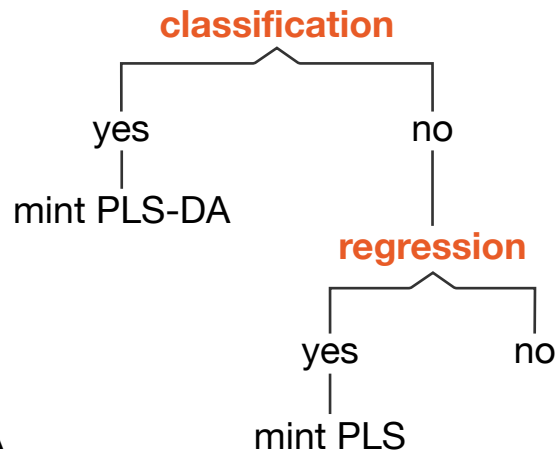 classification
yes no
mint PLS-DA
regression
yes no
mint PLS